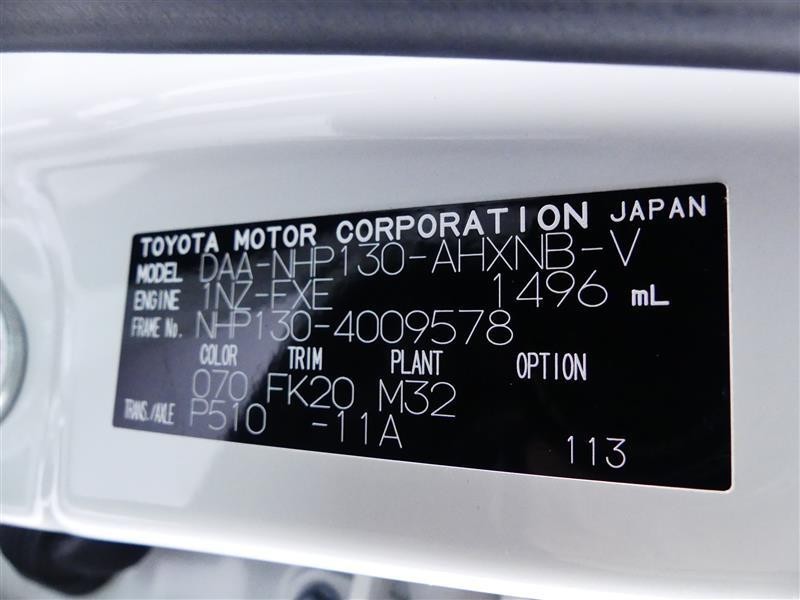 TOYOTA MOTOR CORPORATION JAPAN
MODEL DAA-NHP130-AHXNB-V
ENGINE 1NZ-FXE 1496 mL
FRAME No. NHP130-4009578
COLOR TRIM PLANT OPTION
070 FK20 M32
TRANS./AXLE P510 -11A
113